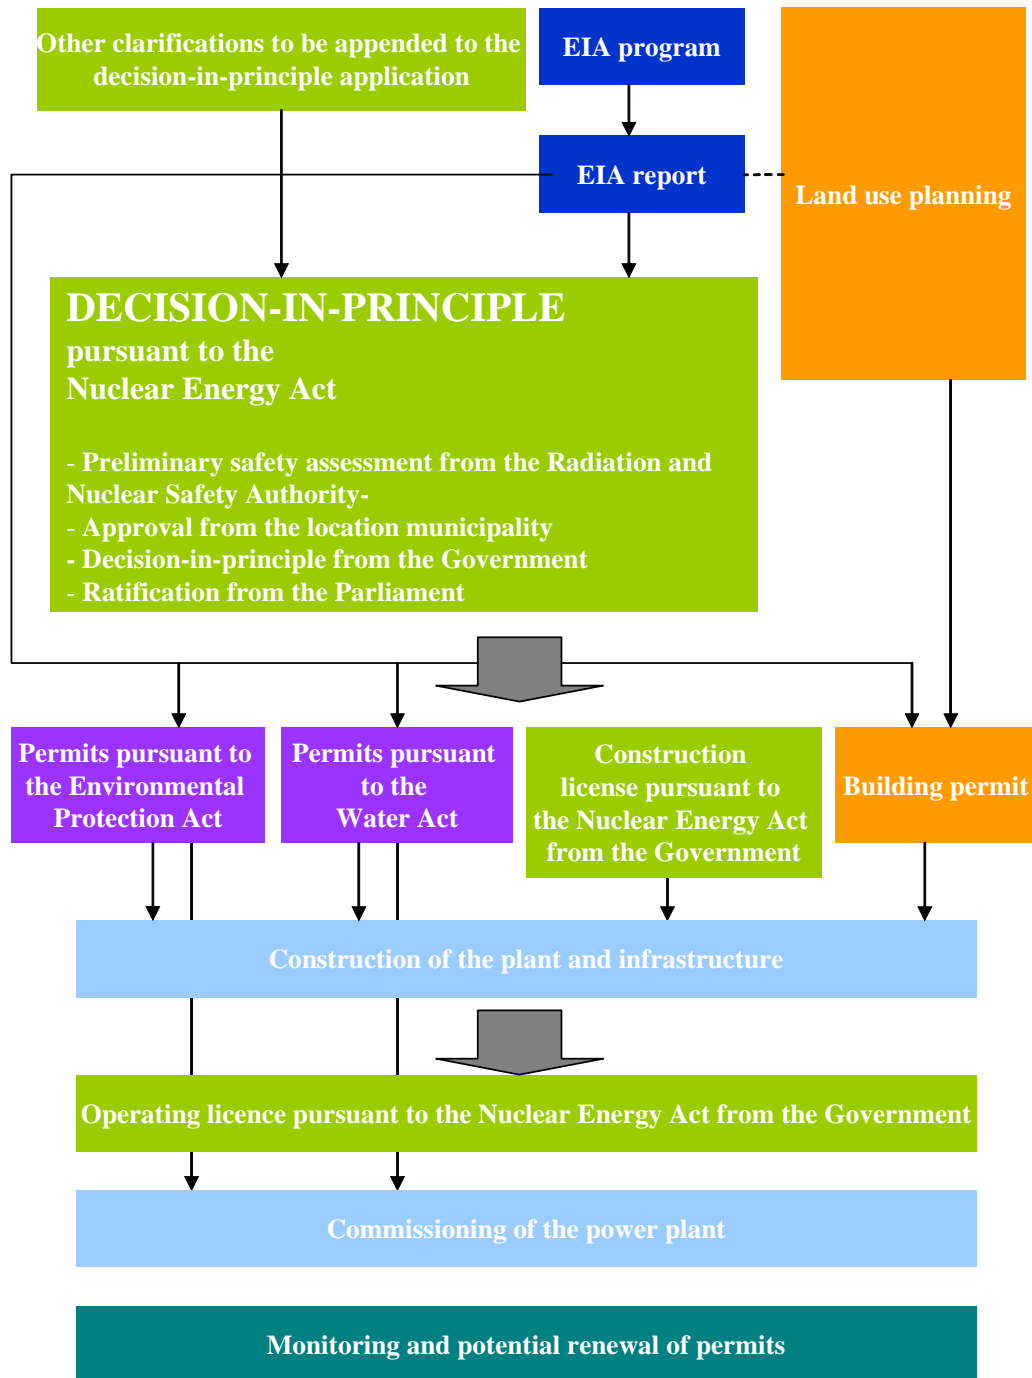 Other clarifications to be appended to the
decision-in-principle application
EIA program
EIA report
Land use planning
DECISION-IN-PRINCIPLE
pursuant to the
Nuclear Energy Act
- Preliminary safety assessment from the Radiation and
Nuclear Safety Authority-
- Approval from the location municipality
- Decision-in-principle from the Government
- Ratification from the Parliament
Permits pursuant to
the Environmental
Protection Act
Permits pursuant
to the
Water Act
Construction
license pursuant to
the Nuclear Energy Act
from the Government
Building permit
Construction of the plant and infrastructure
Operating licence pursuant to the Nuclear Energy Act from the Government
Commissioning of the power plant
Monitoring and potential renewal of permits